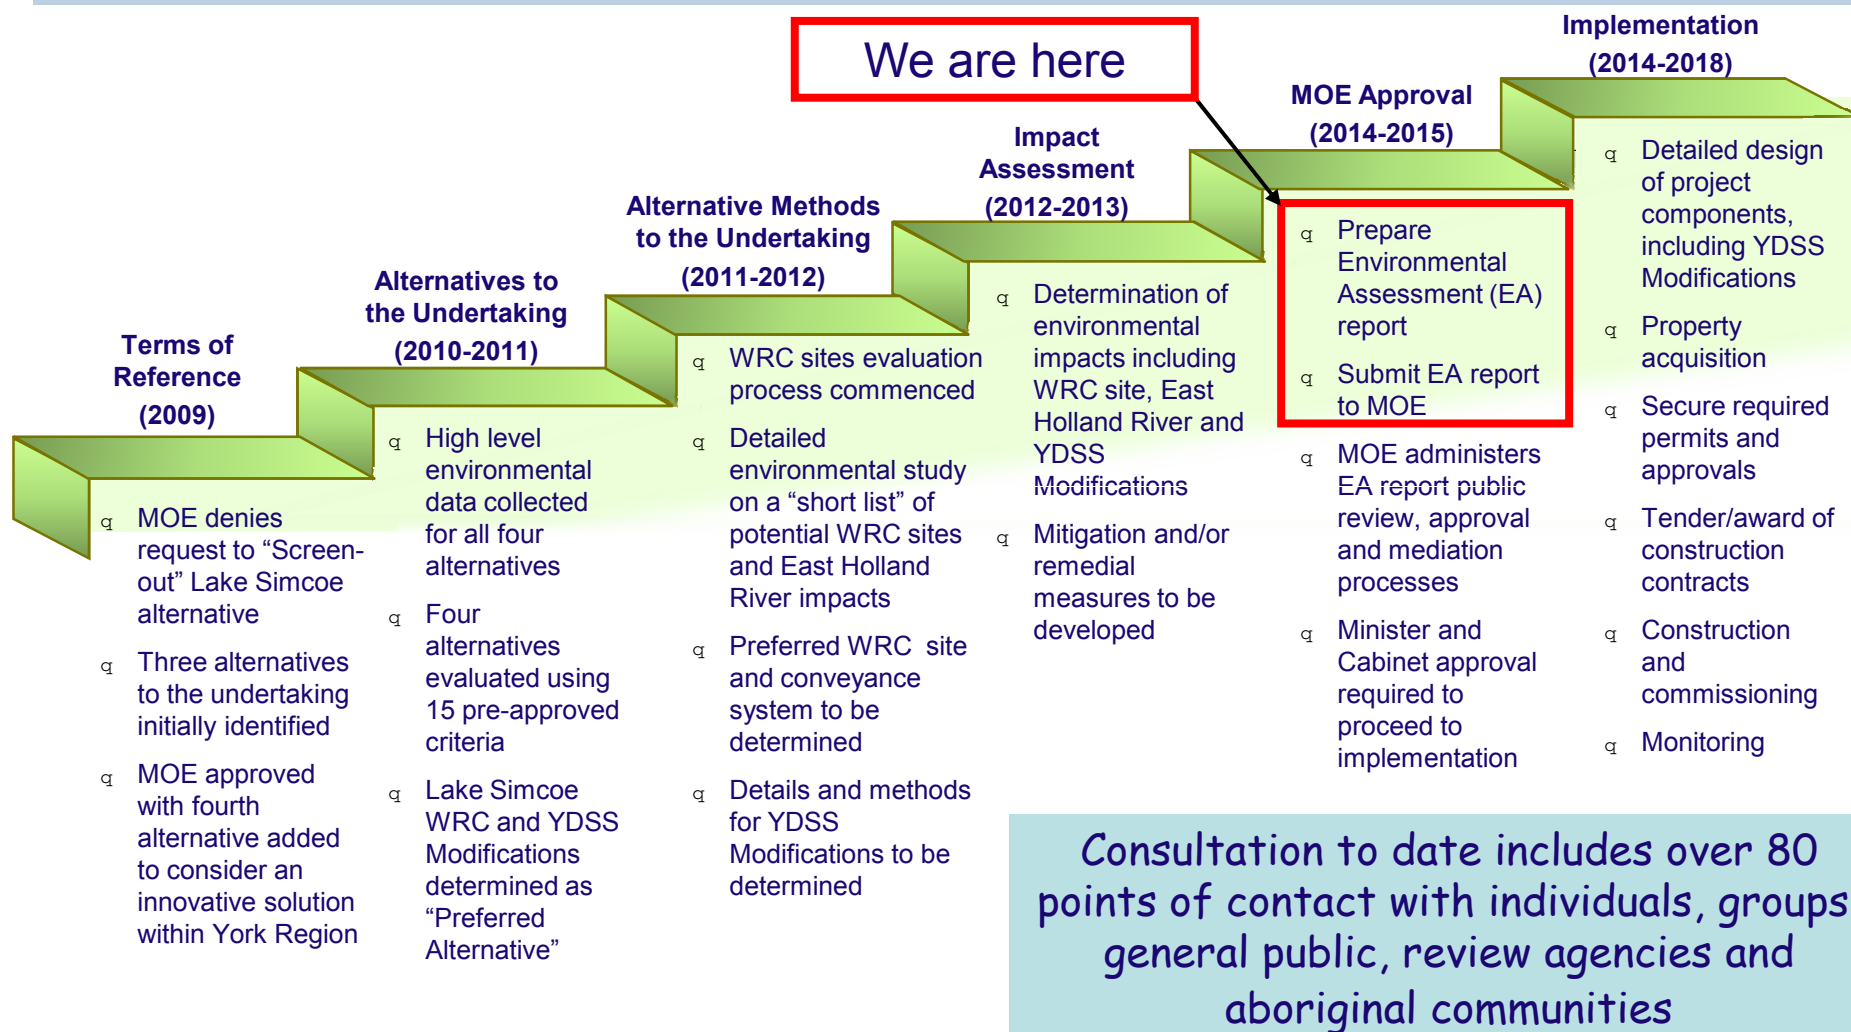 We are here
Terms of
Reference
(2009)
q MOE denies
request to “Screen-
out” Lake Simcoe
alternative
q Three alternatives
to the undertaking
initially identified
q MOE approved
with fourth
alternative added
to consider an
innovative solution
within York Region
Alternatives to
the Undertaking
(2010-2011)
q High level
environmental
data collected
for all four
alternatives
q Four
alternatives
evaluated using
15 pre-approved
criteria
q Lake Simcoe
WRC and YDSS
Modifications
determined as
“Preferred
Alternative”
Alternative Methods
to the Undertaking
(2011-2012)
q WRC sites evaluation
process commenced
q Detailed
environmental study
on a “short list” of
potential WRC sites
and East Holland
River impacts
q Preferred WRC site
and conveyance
system to be
determined
q Details and methods
for YDSS
Modifications to be
determined
Impact
Assessment
(2012-2013)
q Determination of
environmental
impacts including
WRC site, East
Holland River and
YDSS
Modifications
q Mitigation and/or
remedial
measures to be
developed
MOE Approval
(2014-2015)
q Prepare
Environmental
Assessment (EA)
report
q Submit EA report
to MOE
q MOE administers
EA report public
review, approval
and mediation
processes
q Minister and
Cabinet approval
required to
proceed to
implementation
Implementation
(2014-2018)
q Detailed design
of project
components,
including YDSS
Modifications
q Property
acquisition
q Secure required
permits and
approvals
q Tender/award of
construction
contracts
q Construction
and
commissioning
q Monitoring
Consultation to date includes over 80
points of contact with individuals, groups
general public, review agencies and
aboriginal communities